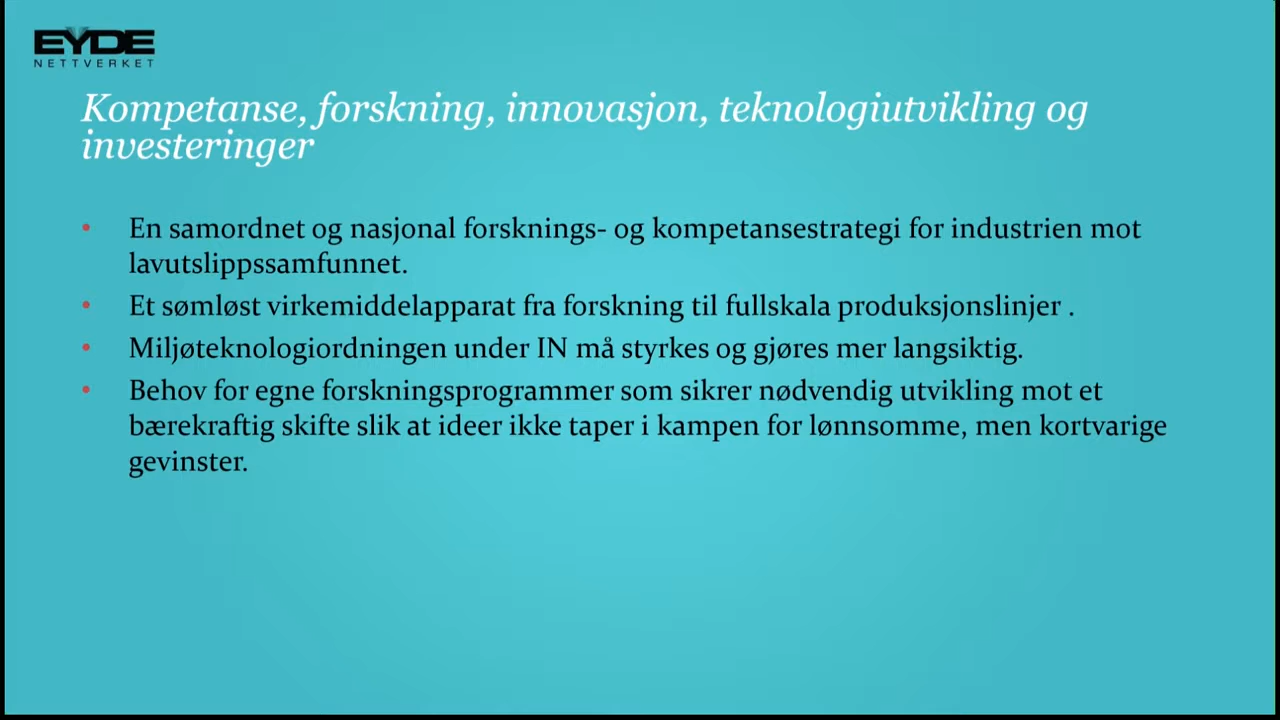 EYDE
NETTVERKET
Kompetanse, forskning, innovasjon, teknologiutvikling og
investeringer
• En samordnet og nasjonal forsknings- og kompetansestrategi for industrien mot
lavutslippssamfunnet.
• Et sømløst virkemiddelapparat fra forskning til fullskala produksjonslinjer .
• Miljøteknologiordningen under IN må styrkes og gjøres mer langsiktig.
• Behov for egne forskningsprogrammer som sikrer nødvendig utvikling mot et
bærekraftig skifte slik at ideer ikke taper i kampen for lønnsomme, men kortvarige
gevinster.